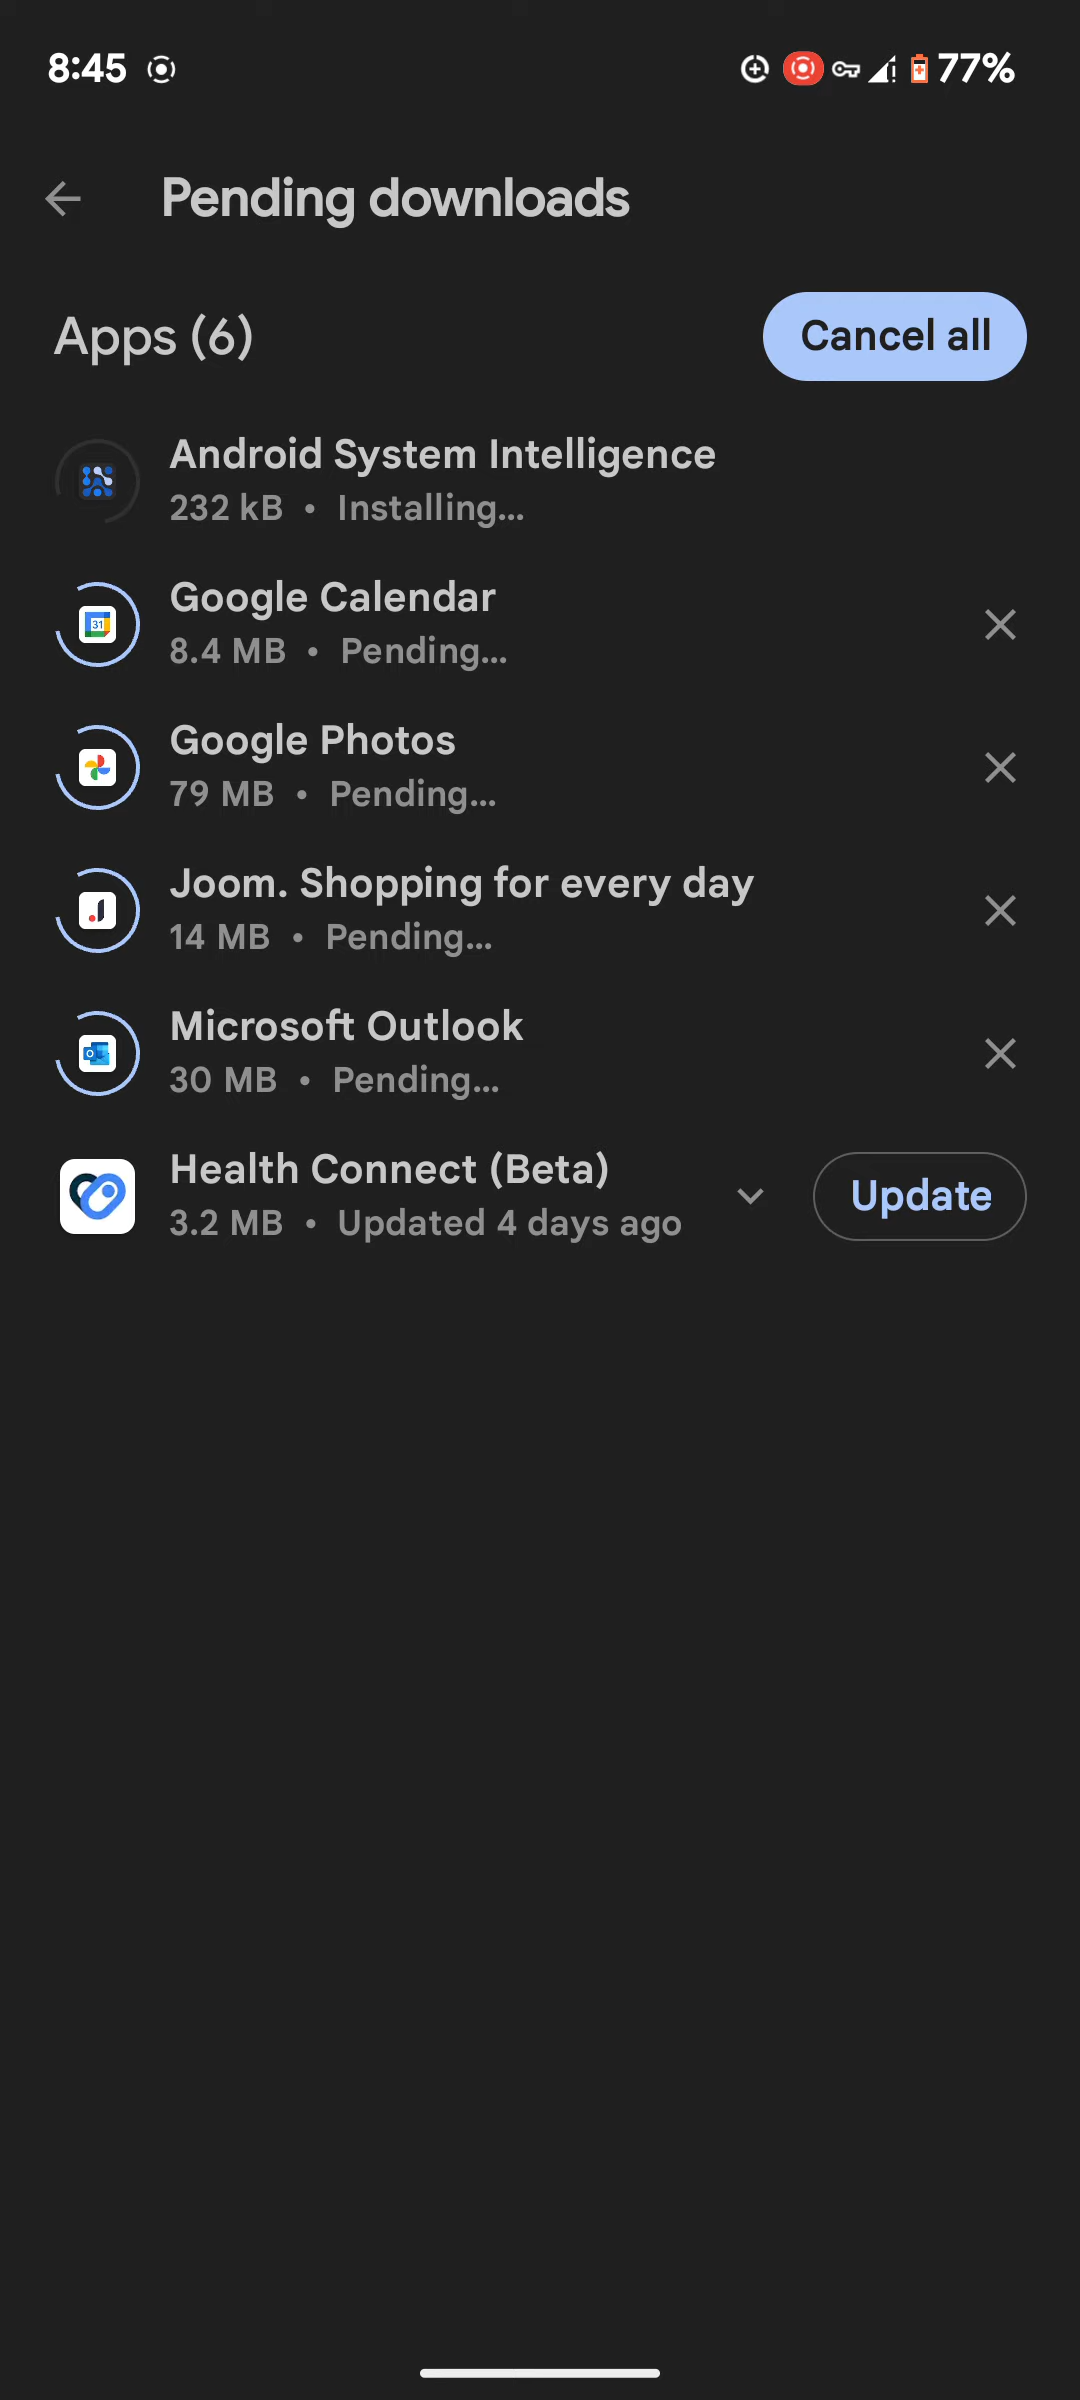 8:45
77%
Pending downloads
Apps (6)
Cancel all
Android System Intelligence
232 kB • Installing...
Google Calendar
8.4 MB • Pending...
31
Google Photos
79 MB • Pending...
Joom. Shopping for every day
14 MB • Pending...
Microsoft Outlook
30 MB • Pending...
Health Connect (Beta)
3.2 MB • Updated 4 days ago
Update